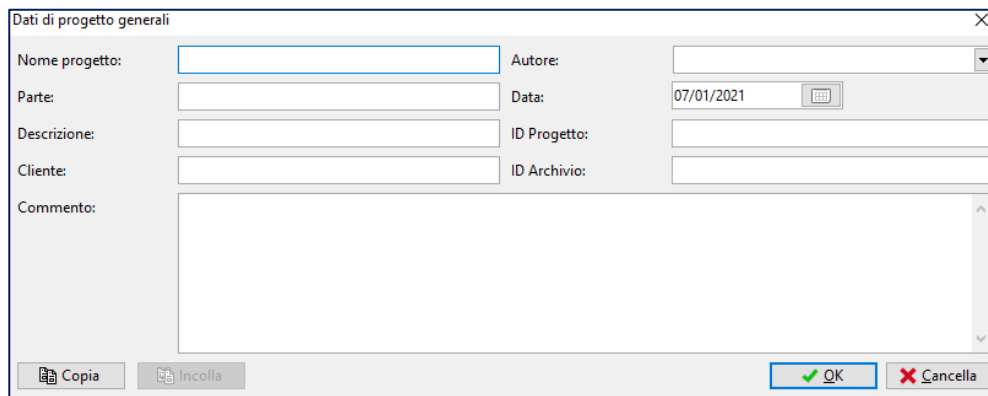 Dati di progetto generali
Nome progetto: Autore:
Parte: Data: 07/01/2021
Descrizione: ID Progetto:
Cliente: ID Archivio:
Commento:
Copia Incolla OK Cancella